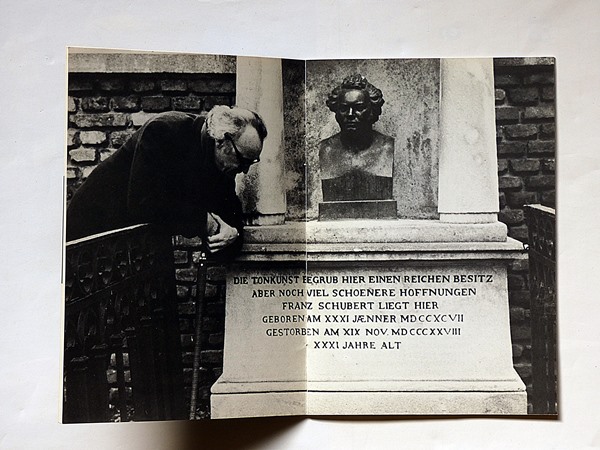 DIE TONKUNST BEGRUB HIER EINEN REICHEN BESITZ
ABER NOCH VIEL SCHOENERE HOFFNUNGEN
FRANZ SCHUBERT LIEGT HIER
GEBOREN AM XXXI JÆNNER MDCCXCVII
GESTORBEN AM XIX NOV. MDCCCXXVIII
XXXI JAHRE ALT